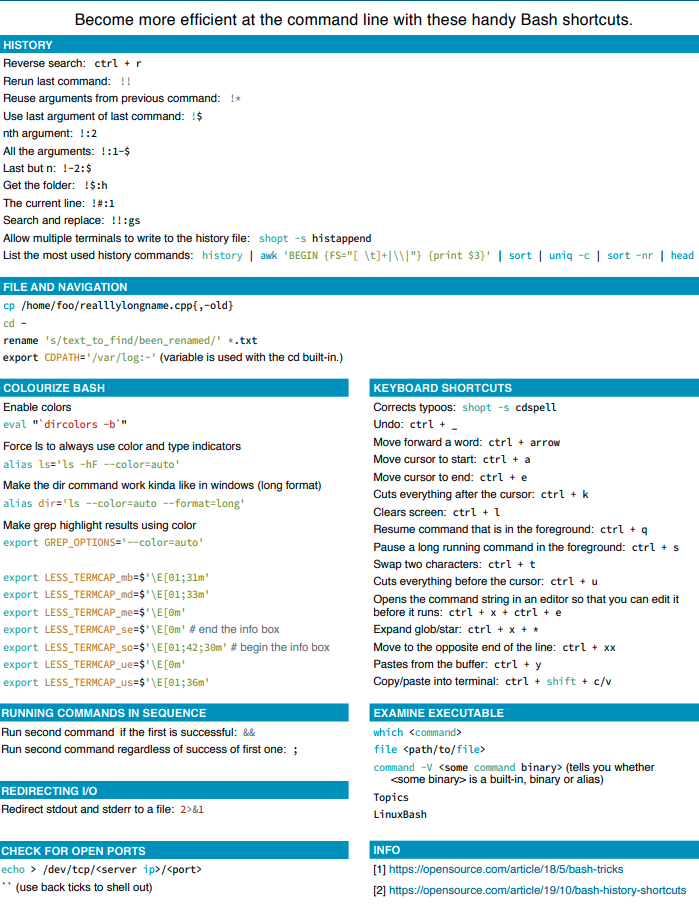 Become more efficient at the command line with these handy Bash shortcuts.
HISTORY
Reverse search: ctrl + r
Rerun last command: !!
Reuse arguments from previous command: !*
Use last argument of last command: !$
nth argument: !:2
All the arguments: !:1-$
Last but n: !-2:$
Get the folder: !$:h
The current line: !#:1
Search and replace: !!:gs
Allow multiple terminals to write to the history file: shopt -s histappend
List the most used history commands: history | awk 'BEGIN {FS="[ \t]+|\\|"} {print $3}' | sort | uniq -c | sort -nr | head
FILE AND NAVIGATION
cp /home/foo/realllylongname.cpp{,-old}
cd -
rename 's/text_to_find/been_renamed/' *.txt
export CDPATH='/var/log:~' (variable is used with the cd built-in.)
COLOURIZE BASH
Enable colors
eval "`dircolors -b`"
Force ls to always use color and type indicators
alias ls='ls -hF --color=auto'
Make the dir command work kinda like in windows (long format)
alias dir='ls --color=auto --format=long'
Make grep highlight results using color
export GREP_OPTIONS='--color=auto'
export LESS_TERMCAP_mb=$'\E[01;31m'
export LESS_TERMCAP_md=$'\E[01;33m'
export LESS_TERMCAP_me=$'\E[0m'
export LESS_TERMCAP_se=$'\E[0m' # end the info box
export LESS_TERMCAP_so=$'\E[01;42;30m' # begin the info box
export LESS_TERMCAP_ue=$'\E[0m'
export LESS_TERMCAP_us=$'\E[01;36m'
KEYBOARD SHORTCUTS
Corrects typoos: shopt -s cdspell
Undo: ctrl + _
Move forward a word: ctrl + arrow
Move cursor to start: ctrl + a
Move cursor to end: ctrl + e
Cuts everything after the cursor: ctrl + k
Clears screen: ctrl + l
Resume command that is in the foreground: ctrl + q
Pause a long running command in the foreground: ctrl + s
Swap two characters: ctrl + t
Cuts everything before the cursor: ctrl + u
Opens the command string in an editor so that you can edit it
before it runs: ctrl + x + ctrl + e
Expand glob/star: ctrl + x + *
Move to the opposite end of the line: ctrl + xx
Pastes from the buffer: ctrl + y
Copy/paste into terminal: ctrl + shift + c/v
RUNNING COMMANDS IN SEQUENCE
Run second command if the first is successful: &&
Run second command regardless of success of first one: ;
REDIRECTING I/O
Redirect stdout and stderr to a file: 2>&1
CHECK FOR OPEN PORTS
echo > /dev/tcp/<server ip>/<port>
`` (use back ticks to shell out)
EXAMINE EXECUTABLE
which <command>
file <path/to/file>
command -V <some command binary> (tells you whether
<some binary> is a built-in, binary or alias)
Topics
LinuxBash
INFO
[1] https://opensource.com/article/18/5/bash-tricks
[2] https://opensource.com/article/19/10/bash-history-shortcuts